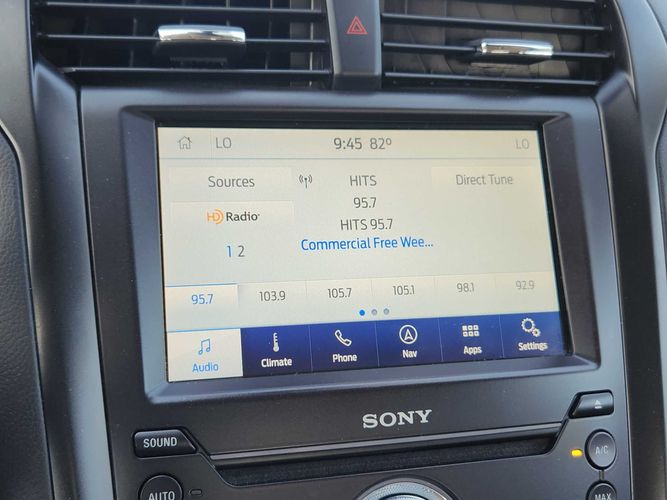 LO 9:45 82° LO
Sources HITS Direct Tune
95.7
HD Radio
HITS 95.7
1 2
Commercial Free Wee...
95.7 103.9 105.7 105.1 98.1 92.9
Audio Climate Phone Nav Apps Settings
SONY
SOUND
A/C
AUTO
MAX